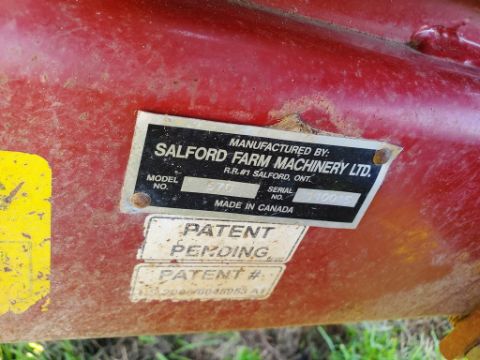 MANUFACTURED BY:
SALFORD FARM MACHINERY LTD.
R.R.#1 SALFORD, ONT.
MODEL NO. 570 SERIAL NO.
MADE IN CANADA
PATENT
PENDING
PATENT #: